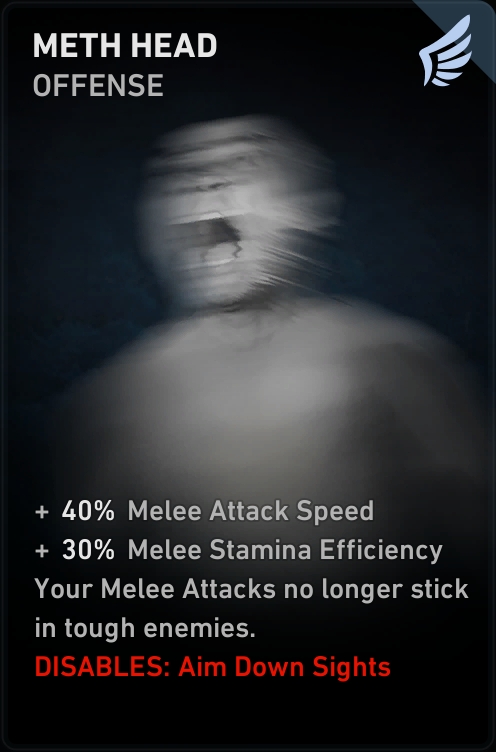 METH HEAD
OFFENSE
+ 40% Melee Attack Speed
+ 30% Melee Stamina Efficiency
Your Melee Attacks no longer stick
in tough enemies.
DISABLES: Aim Down Sights